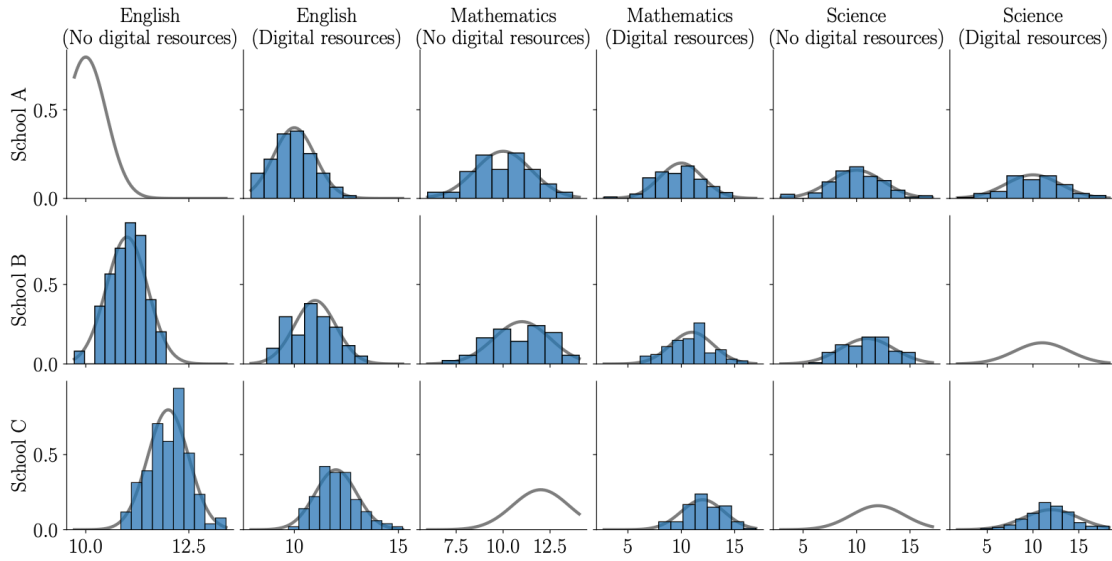 English
(No digital resources)
English
(Digital resources)
Mathematics
(No digital resources)
Mathematics
(Digital resources)
Science
(No digital resources)
Science
(Digital resources)
School A
0.5
0.0
School B
0.5
0.0
School C
0.5
0.0
10.0 12.5
10 15
7.5 10.0 12.5
5 10 15
5 10 15
5 10 15